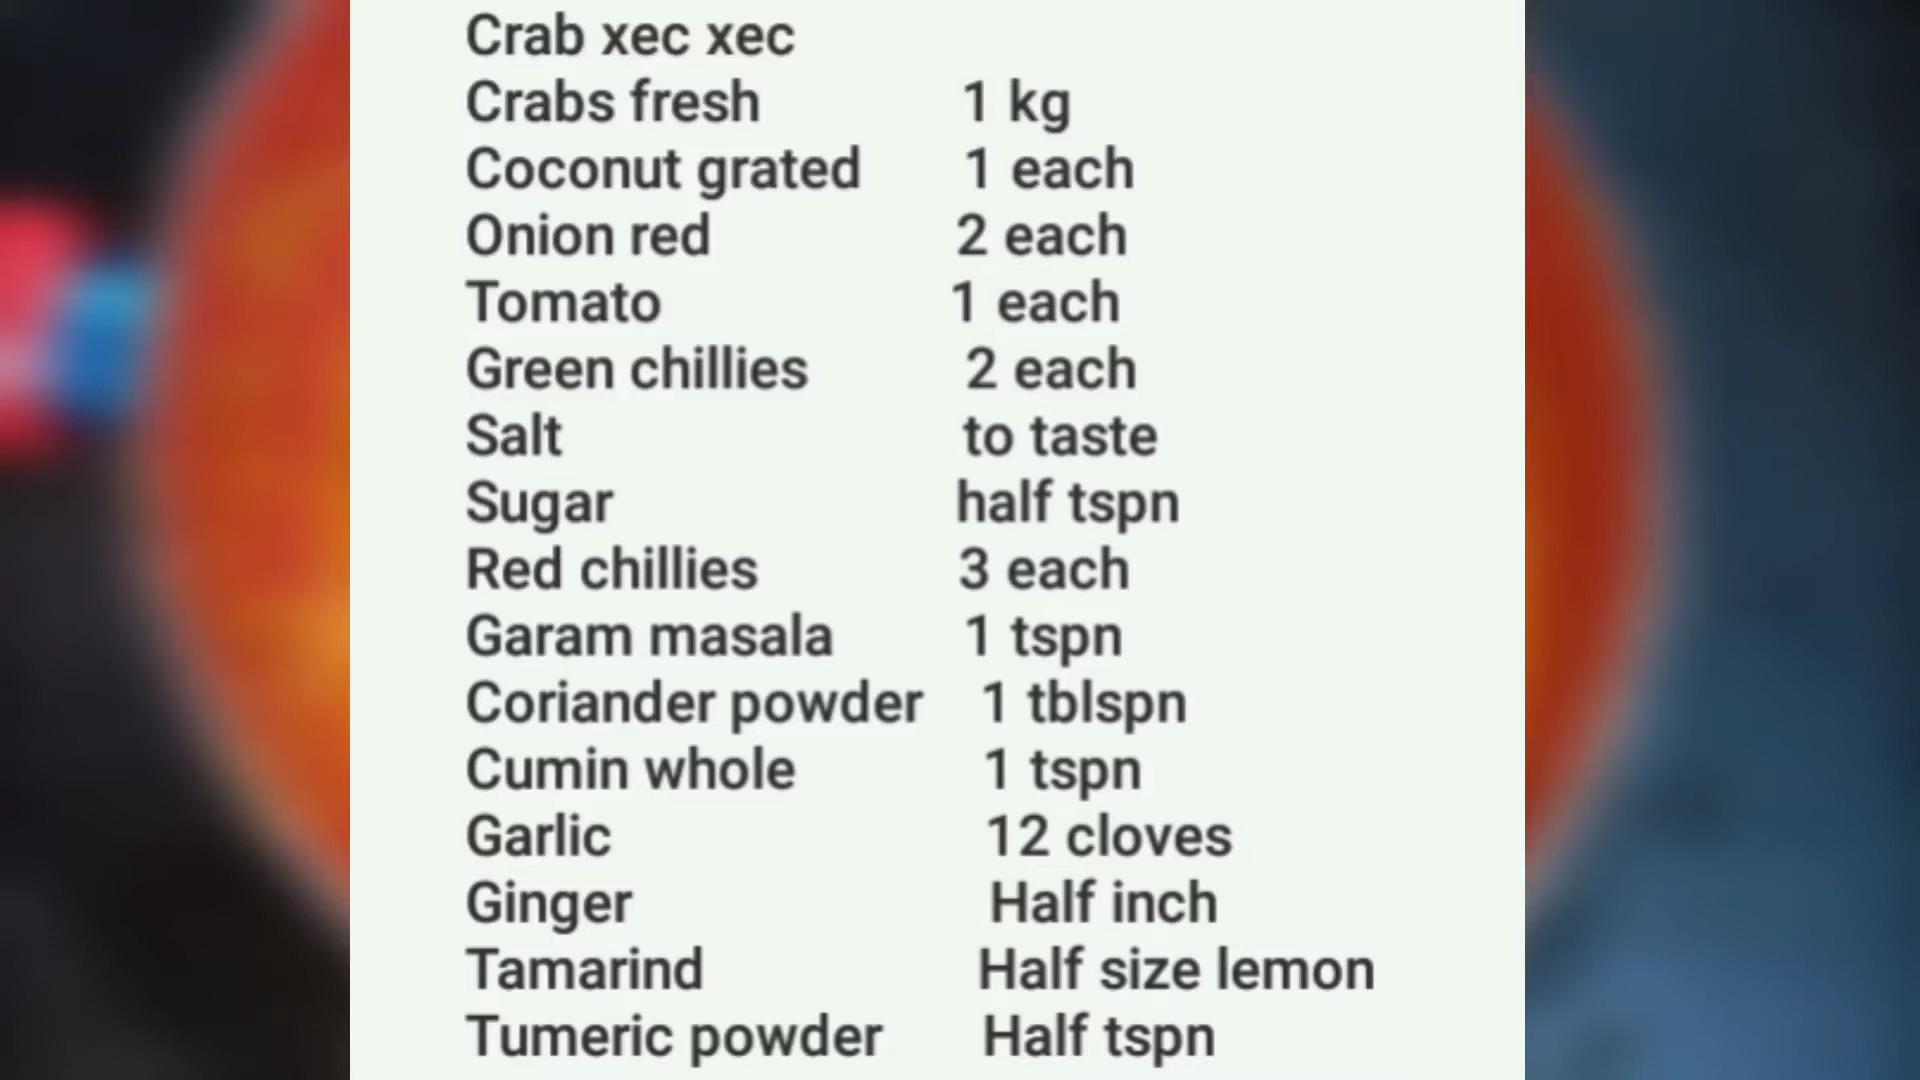 Crab xec xec
Crabs fresh 1 kg
Coconut grated 1 each
Onion red 2 each
Tomato 1 each
Green chillies 2 each
Salt to taste
Sugar half tspn
Red chillies 3 each
Garam masala 1 tspn
Coriander powder 1 tblspn
Cumin whole 1 tspn
Garlic 12 cloves
Ginger Half inch
Tamarind Half size lemon
Tumeric powder Half tspn